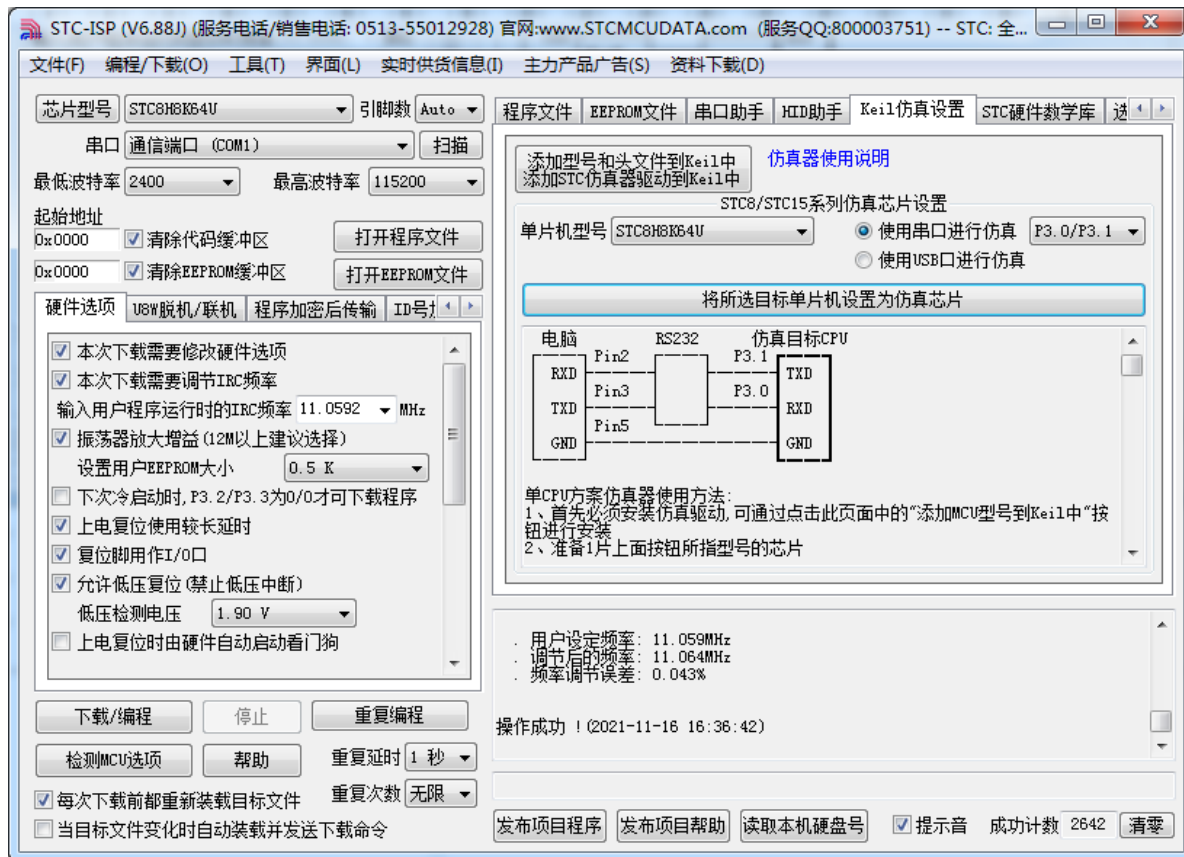 STC-ISP (V6.88J) (服务电话/销售电话: 0513-55012928) 官网:www.STCMCUDATA.com (服务QQ:800003751) -- STC: 全...
文件(F) 编程/下载(O) 工具(T) 界面(L) 实时供货信息(I) 主力产品广告(S) 资料下载(D)
芯片型号 STC8H8K64U 引脚数 Auto
串口 通信端口 (COM1) 扫描
最低波特率 2400 最高波特率 115200
起始地址
0x0000 清除代码缓冲区 打开程序文件
0x0000 清除EEPROM缓冲区 打开EEPROM文件
硬件选项 U8W脱机/联机 程序加密后传输
本次下载需要修改硬件选项
本次下载需要调节IRC频率
输入用户程序运行时的IRC频率 11.0592 MHz
振荡器放大增益(12M以上建议选择)
设置用户EEPROM大小 0.5 K
下次冷启动时,P3.2/P3.3为0/0才可下载程序
上电复位使用较长延时
复位脚用作I/O口
允许低压复位(禁止低压中断)
低压检测电压 1.90 V
上电复位时由硬件自动启动看门狗
下载/编程 停止 重复编程
检测MCU选项 帮助 重复延时 1 秒
每次下载前都重新装载目标文件 重复次数 无限
当目标文件变化时自动装载并发送下载命令
程序文件 EEPROM文件 串口助手 HID助手 Keil仿真设置 STC硬件数学库
添加型号和头文件到Keil中
添加STC仿真器驱动到Keil中
仿真器使用说明
STC8/STC15系列仿真芯片设置
单片机型号 STC8H8K64U 使用串口进行仿真 P3.0/P3.1
使用USB口进行仿真
将所选目标单片机设置为仿真芯片
电脑 RS232 仿真目标CPU
Pin2 P3.1
RXD TXD
Pin3 P3.0
TXD RXD
Pin5
GND GND
单CPU方案仿真器使用方法:
1、首先必须安装仿真驱动,可通过点击此页面中的“添加MCU型号到Keil中”按
钮进行安装
2、准备1片上面按钮所指型号的芯片
. 用户设定频率: 11.059MHz
. 调节后的频率: 11.064MHz
. 频率调节误差: 0.043%
操作成功 !(2021-11-16 16:36:42)
发布项目程序 发布项目帮助 读取本机硬盘号 提示音 成功计数 2642 清零